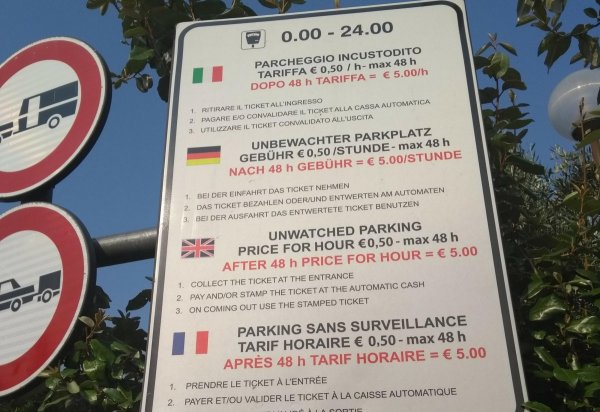 0.00 - 24.00
PARCHEGGIO INCUSTODITO
TARIFFA € 0,50 / h- max 48 h
DOPO 48 h TARIFFA = € 5.00/h
1. RITIRARE IL TICKET ALL'INGRESSO
2. PAGARE E/O CONVALIDARE IL TICKET ALLA CASSA AUTOMATICA
3. UTILIZZARE IL TICKET CONVALIDATO ALL'USCITA
UNBEWACHTER PARKPLATZ
GEBÜHR € 0,50 /STUNDE - max 48 h
NACH 48 h GEBÜHR = € 5.00/STUNDE
1. BEI DER EINFAHRT DAS TICKET NEHMEN
2. DAS TICKET BEZAHLEN ODER/UND ENTWERTEN AM AUTOMATEN
3. BEI DER AUSFAHRT DAS ENTWERTETE TICKET BENUTZEN
UNWATCHED PARKING
PRICE FOR HOUR € 0,50 - max 48 h
AFTER 48 h PRICE FOR HOUR = € 5.00
1. COLLECT THE TICKET AT THE ENTRANCE
2. PAY AND/OR STAMP THE TICKET AT THE AUTOMATIC CASH
3. ON COMING OUT USE THE STAMPED TICKET
PARKING SANS SURVEILLANCE
TARIF HORAIRE € 0,50 - max 48 h
APRÈS 48 h TARIF HORAIRE = € 5.00
1. PRENDRE LE TICKET À L'ENTRÉE
2. PAYER ET/OU VALIDER LE TICKET À LA CAISSE AUTOMATIQUE